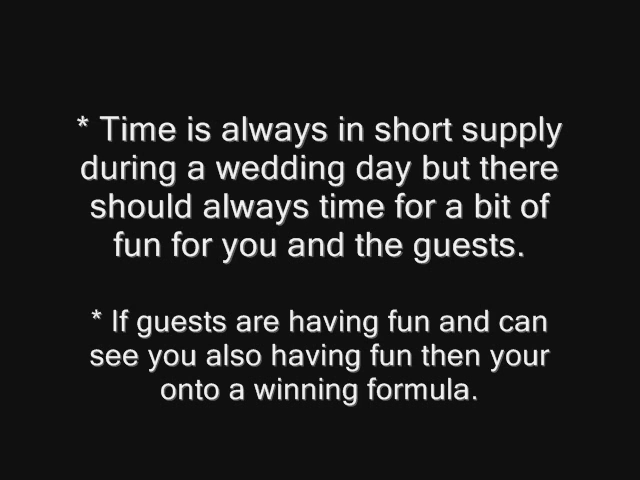 * Time is always in short supply
during a wedding day but there
should always time for a bit of
fun for you and the guests.
* If guests are having fun and can
see you also having fun then your
onto a winning formula.